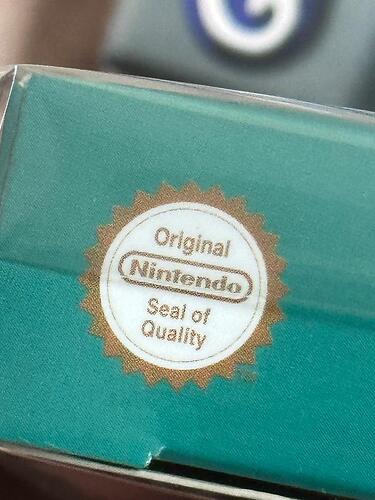 G
Original
Nintendo
Seal of
Quality
TM